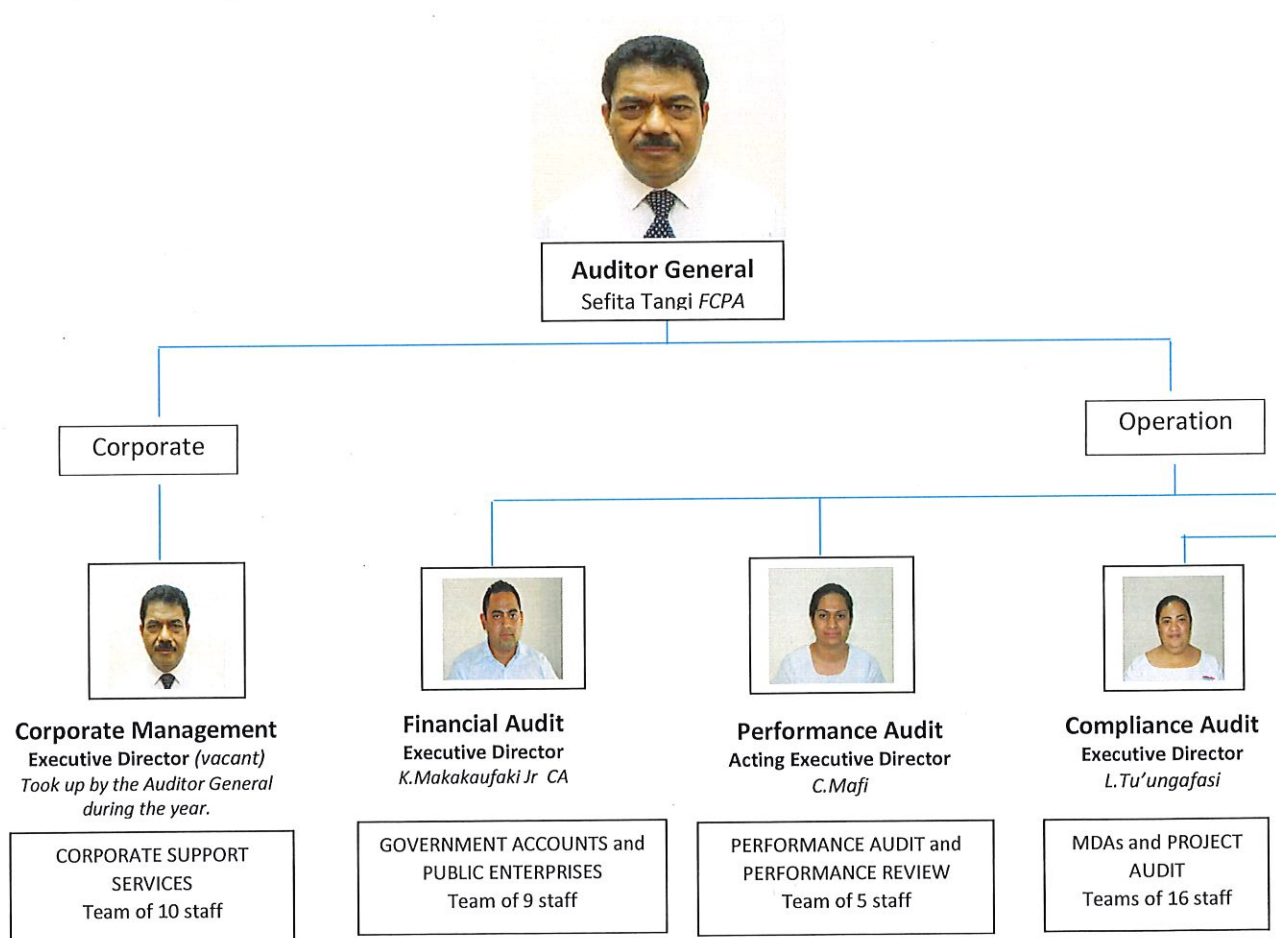 Auditor General
Sefita Tangi FCPA
Corporate
Operation
Corporate Management
Executive Director (vacant)
Took up by the Auditor General
during the year.
CORPORATE SUPPORT
SERVICES
Team of 10 staff
Financial Audit
Executive Director
K.Makakaufaki Jr CA
GOVERNMENT ACCOUNTS and
PUBLIC ENTERPRISES
Team of 9 staff
Performance Audit
Acting Executive Director
C.Mafi
PERFORMANCE AUDIT and
PERFORMANCE REVIEW
Team of 5 staff
Compliance Audit
Executive Director
L.Tu’ungafasi
MDAs and PROJECT
AUDIT
Teams of 16 staff